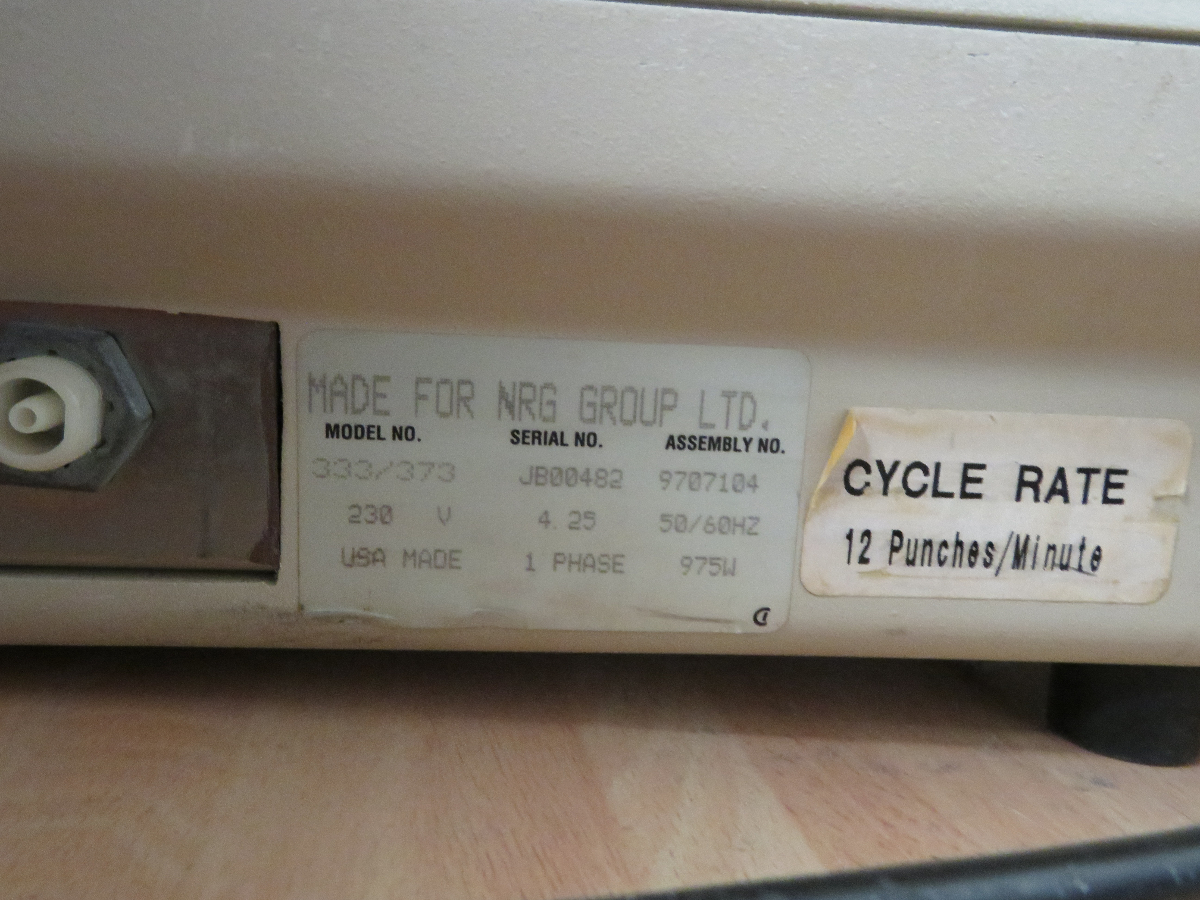 MADE FOR NRG GROUP LTD.
MODEL NO. SERIAL NO. ASSEMBLY NO.
333/373 JB00482 9707104
230 V 4.25 50/60HZ
USA MADE 1 PHASE 975W
CYCLE RATE
12 Punches/Minute